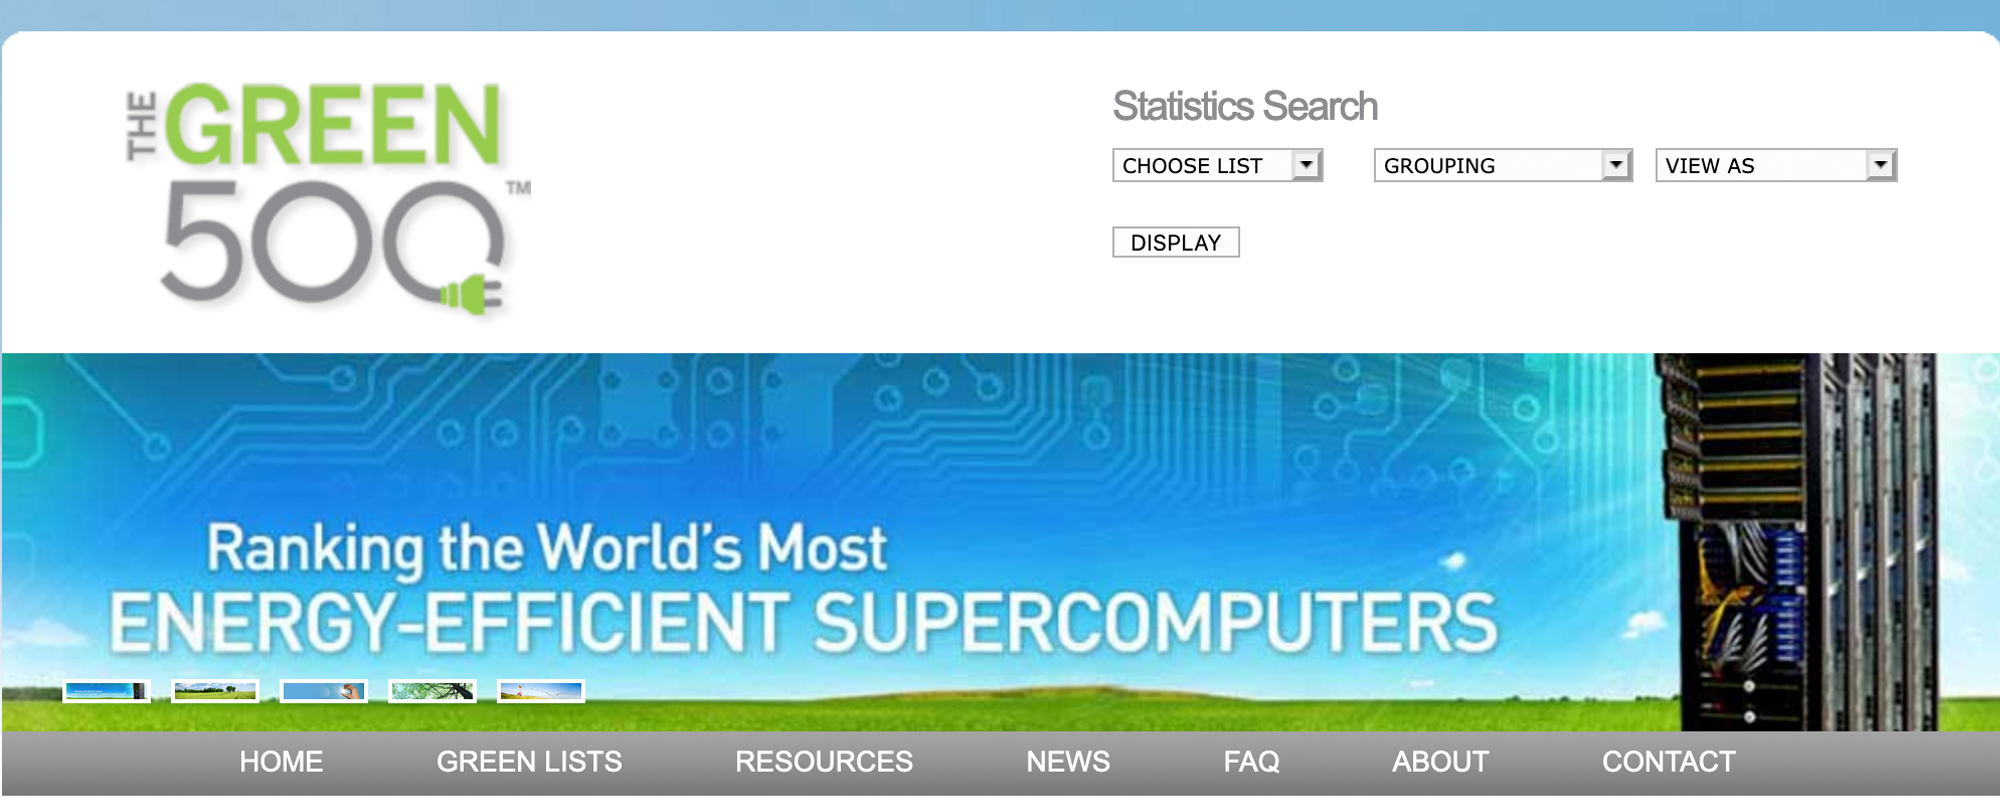 THE GREEN
500™
Statistics Search
CHOOSE LIST GROUPING VIEW AS
DISPLAY
Ranking the World's Most
ENERGY-EFFICIENT SUPERCOMPUTERS
HOME GREEN LISTS RESOURCES NEWS FAQ ABOUT CONTACT